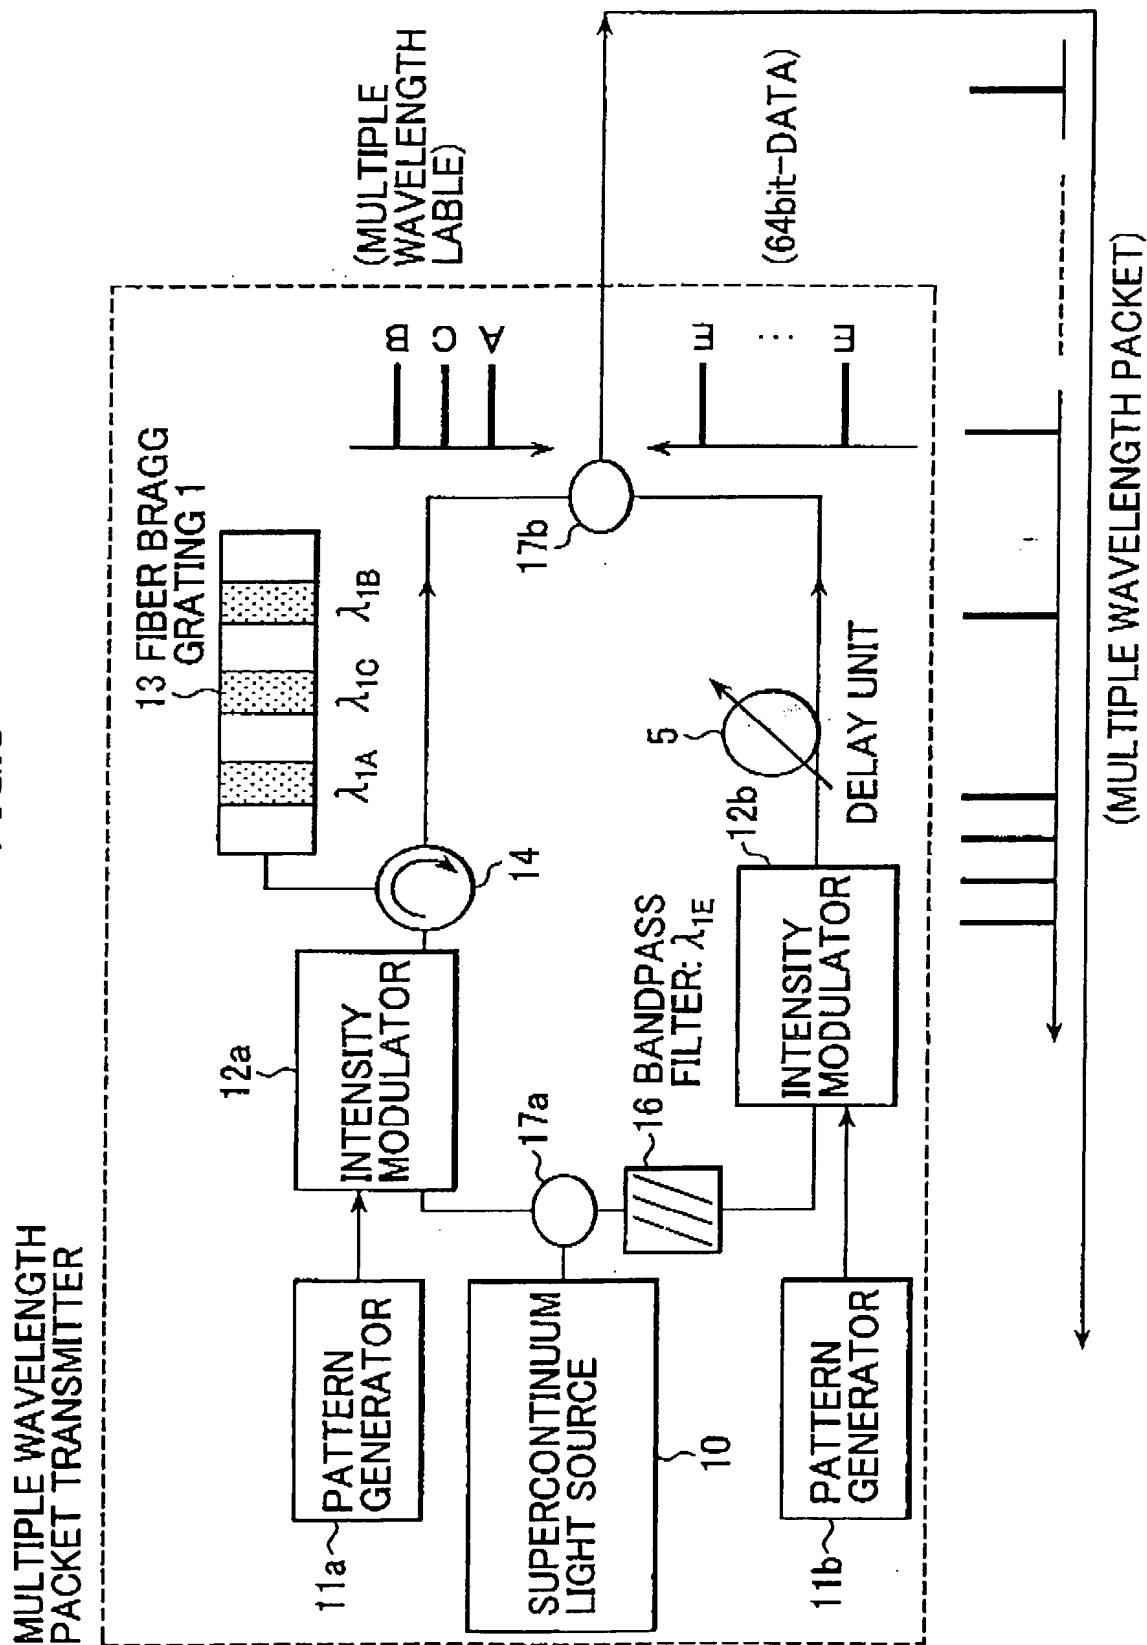 MULTIPLE WAVELENGTH
PACKET TRANSMITTER
13 FIBER BRAGG
GRATING 1
λ1A λ1C λ1B
(MULTIPLE
WAVELENGTH
LABLE)
B
C
A
12a
INTENSITY
MODULATOR
14
11a
PATTERN
GENERATOR
17a
17b
SUPERCONTINUUM
LIGHT SOURCE
10
16 BANDPASS
FILTER: λ1E
5
DELAY UNIT
E
...
E
(64bit-DATA)
12b
INTENSITY
MODULATOR
11b
PATTERN
GENERATOR
(MULTIPLE WAVELENGTH PACKET)